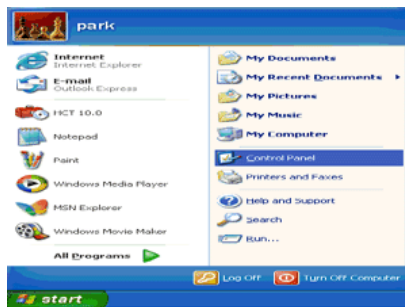 park
Internet
Internet Explorer
E-mail
Outlook Express
HCT 10.0
Notepad
Paint
Windows Media Player
MSN Explorer
Windows Movie Maker
All Programs
My Documents
My Recent Documents
My Pictures
My Music
My Computer
Control Panel
Printers and Faxes
Help and Support
Search
Run...
Log Off
Turn Off Computer
start